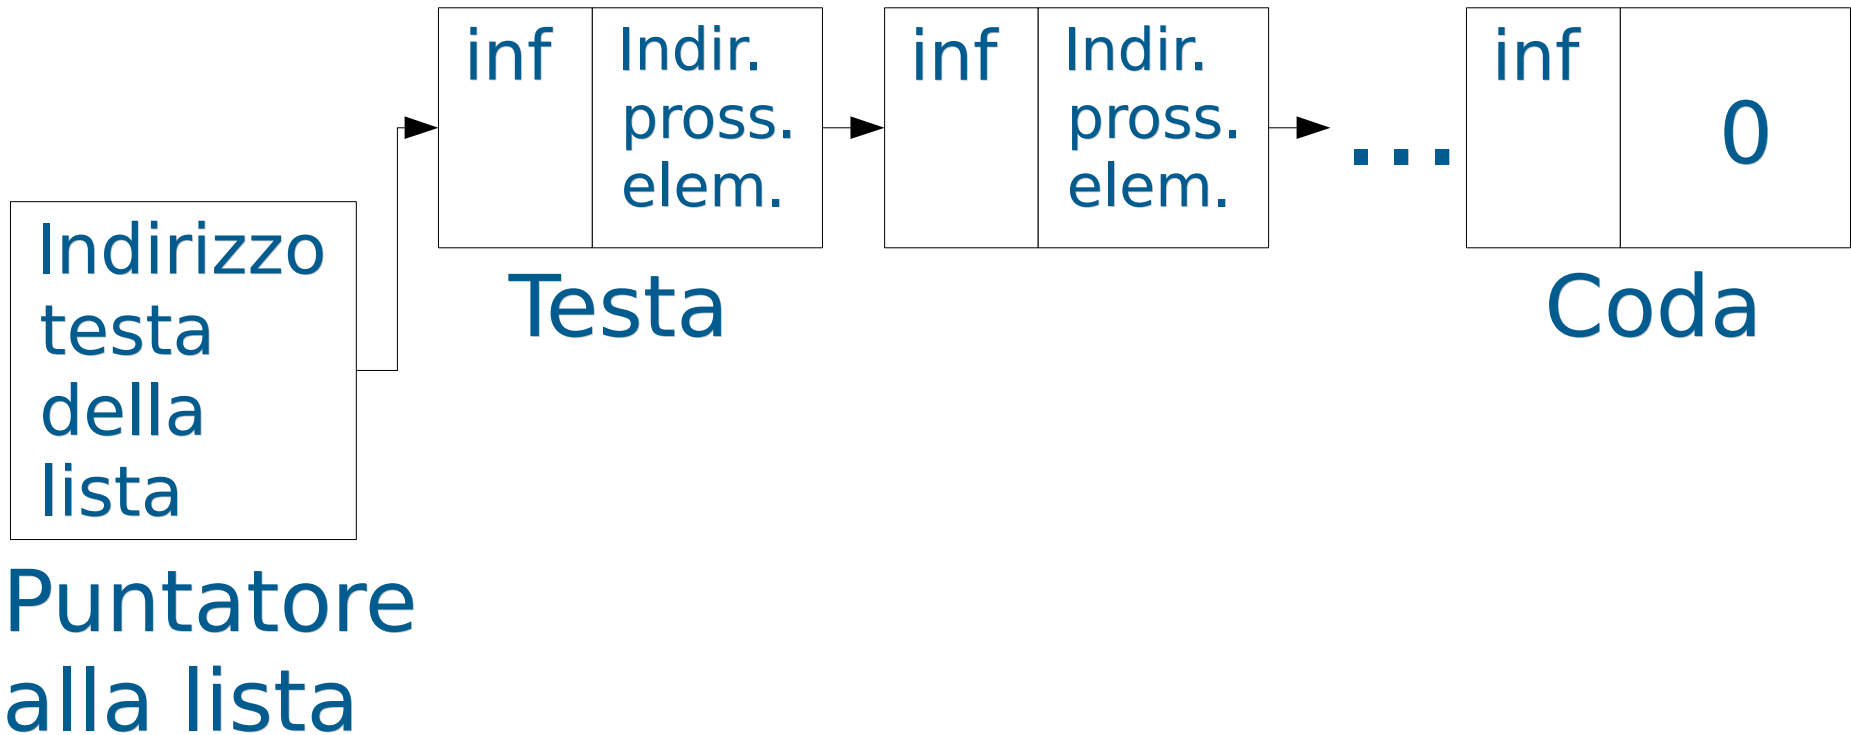 inf
Indir.
pross.
elem.
inf
Indir.
pross.
elem.
...
inf
0
Testa
Coda
Indirizzo
testa
della
lista
Puntatore
alla lista